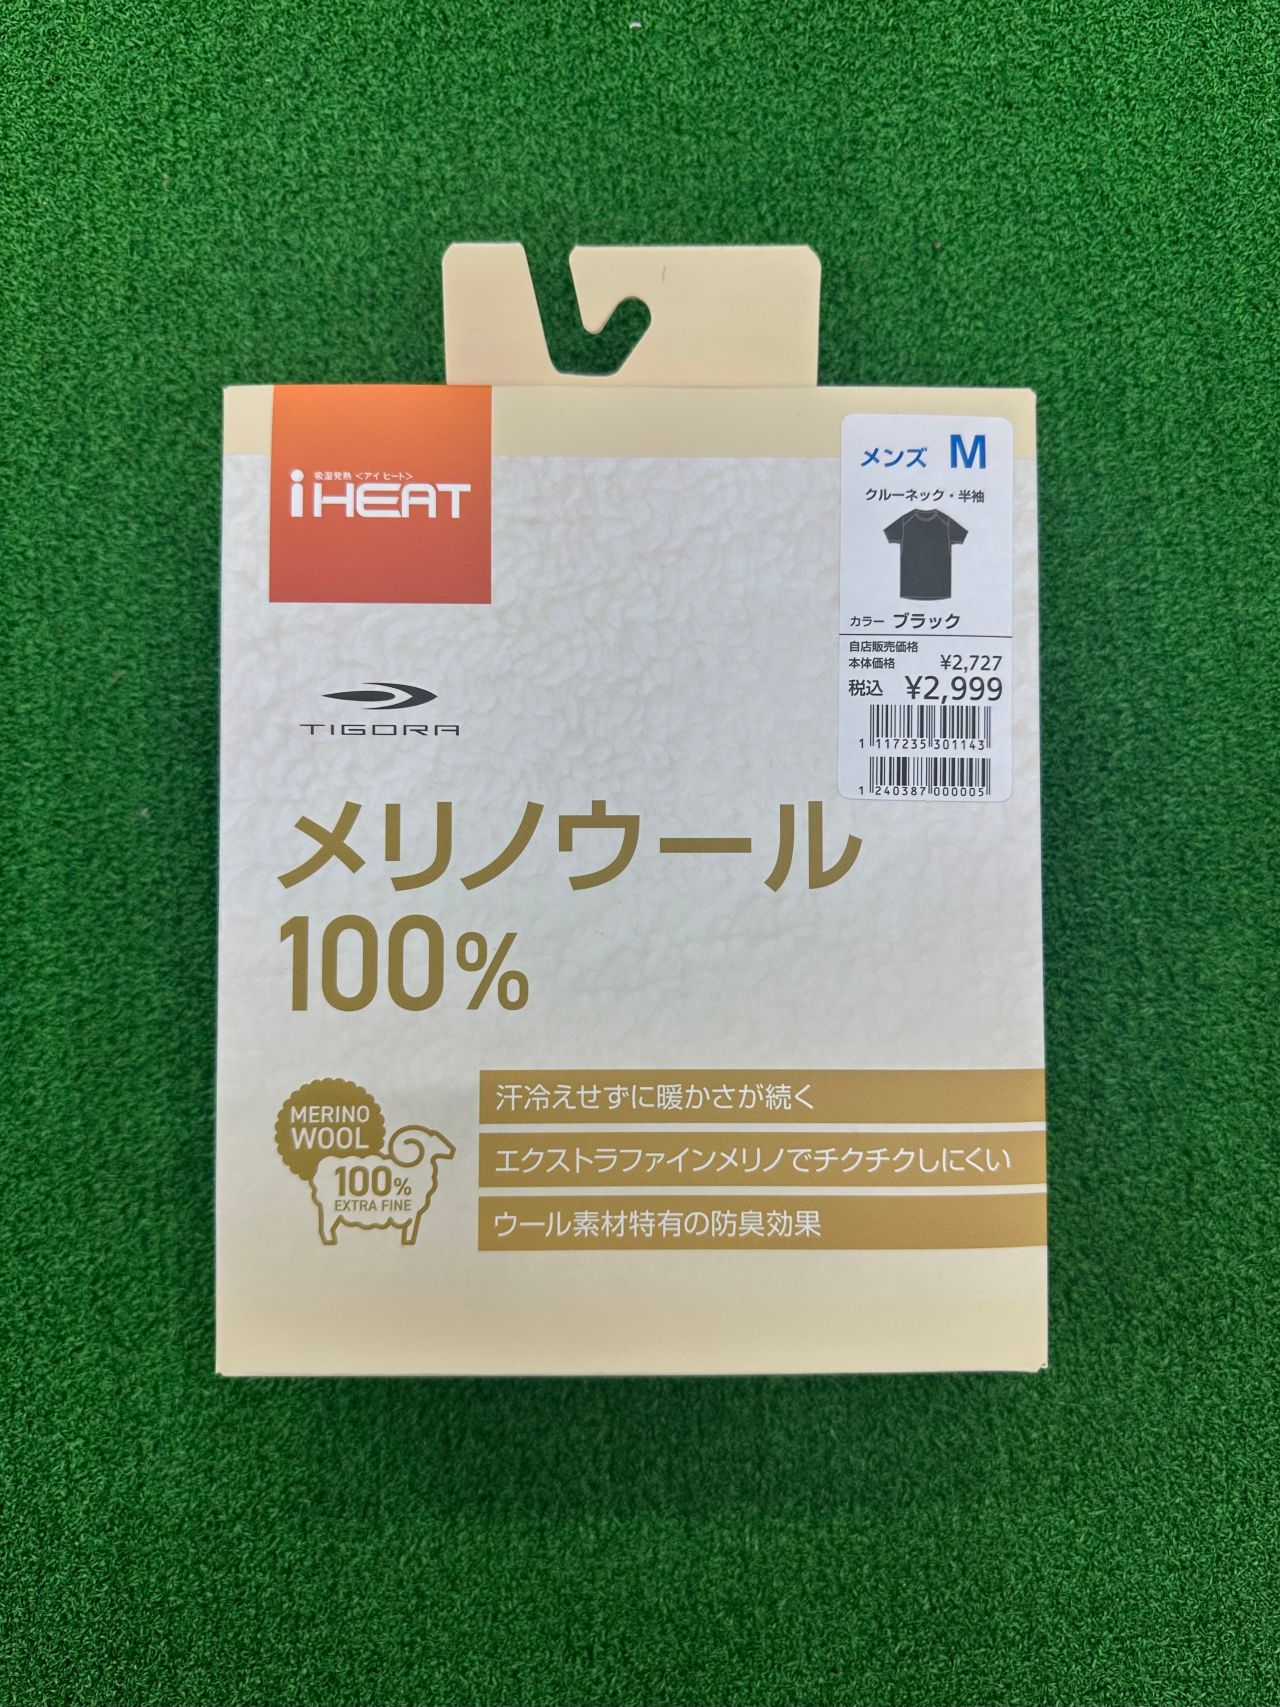 吸湿発熱<アイ ヒート>
iHEAT
メンズ M
クルーネック・半袖
カラー ブラック
自店販売価格
本体価格 ¥2,727
税込 ¥2,999
1 117235 301143
1 240387 000005
TIGORA
メリノウール
100%
MERINO
WOOL
100%
EXTRA FINE
汗冷えせずに暖かさが続く
エクストラファインメリノでチクチクしにくい
ウール素材特有の防臭効果